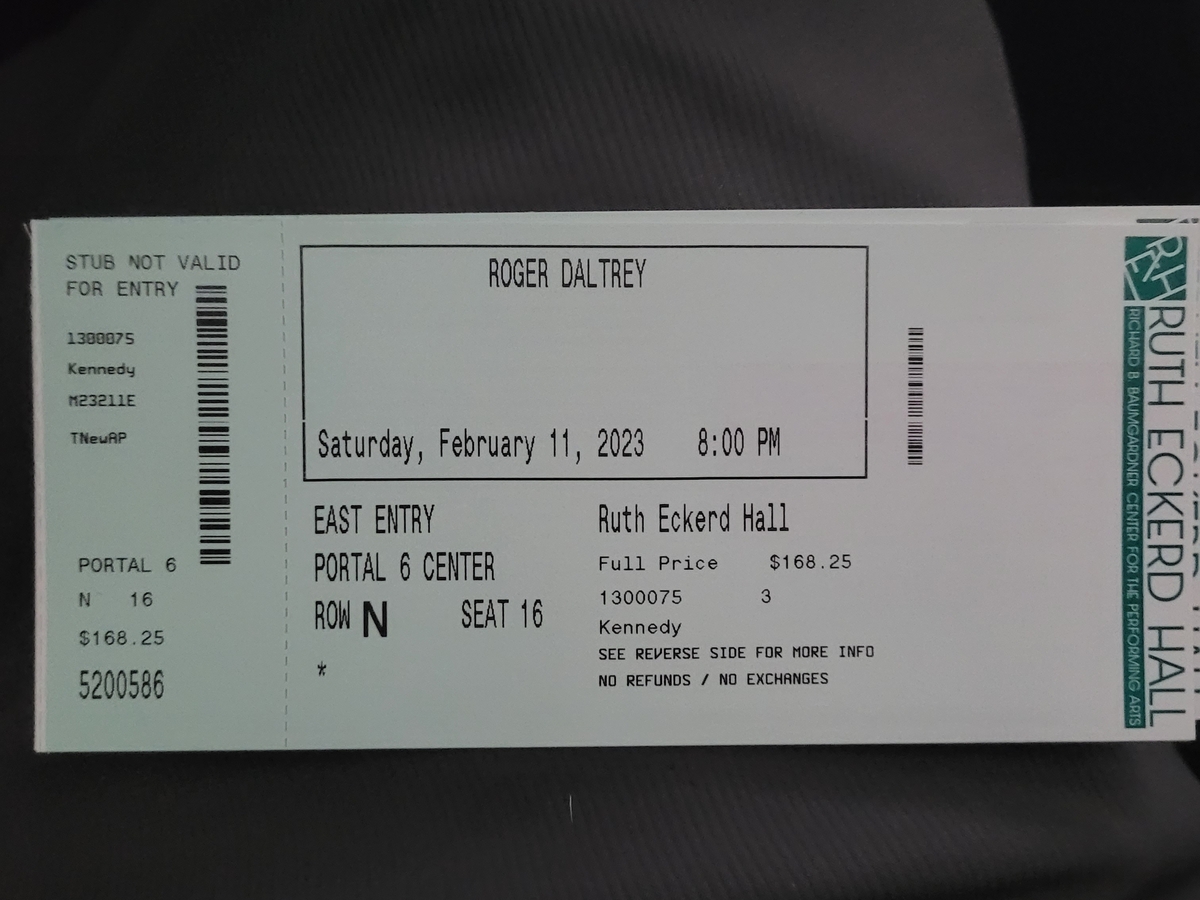 STUB NOT VALID
FOR ENTRY
1300075
Kennedy
M23211E
TNewAP
PORTAL 6
N 16
$168.25
5200586
ROGER DALTREY
Saturday, February 11, 2023 8:00 PM
EAST ENTRY
PORTAL 6 CENTER
ROW N SEAT 16
*
Ruth Eckerd Hall
Full Price $168.25
1300075 3
Kennedy
SEE REVERSE SIDE FOR MORE INFO
NO REFUNDS / NO EXCHANGES
REH
RUTH ECKERD HALL
RICHARD B. BAUMGARDNER CENTER FOR THE PERFORMING ARTS